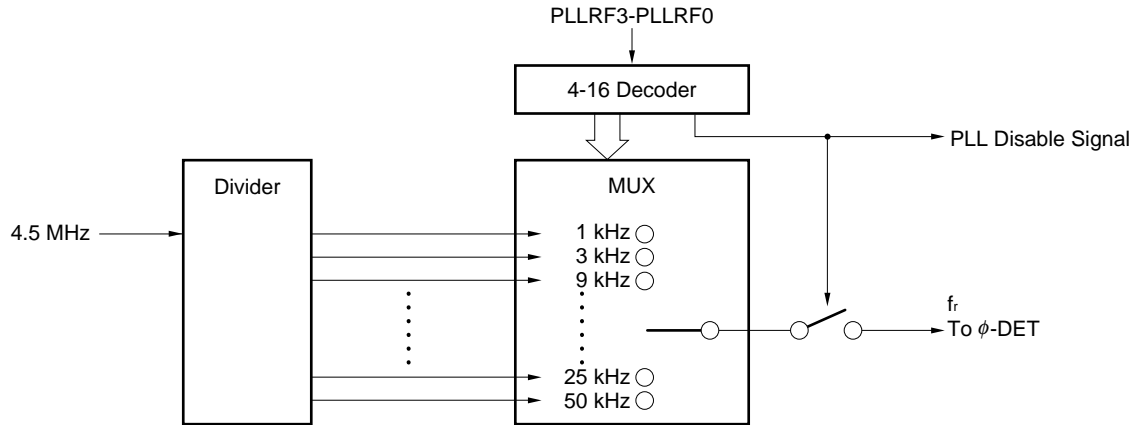 PLLRF3-PLLRF0
4-16 Decoder
PLL Disable Signal
Divider
MUX
4.5 MHz
1 kHz
3 kHz
9 kHz
25 kHz
50 kHz
fr
To ϕ-DET